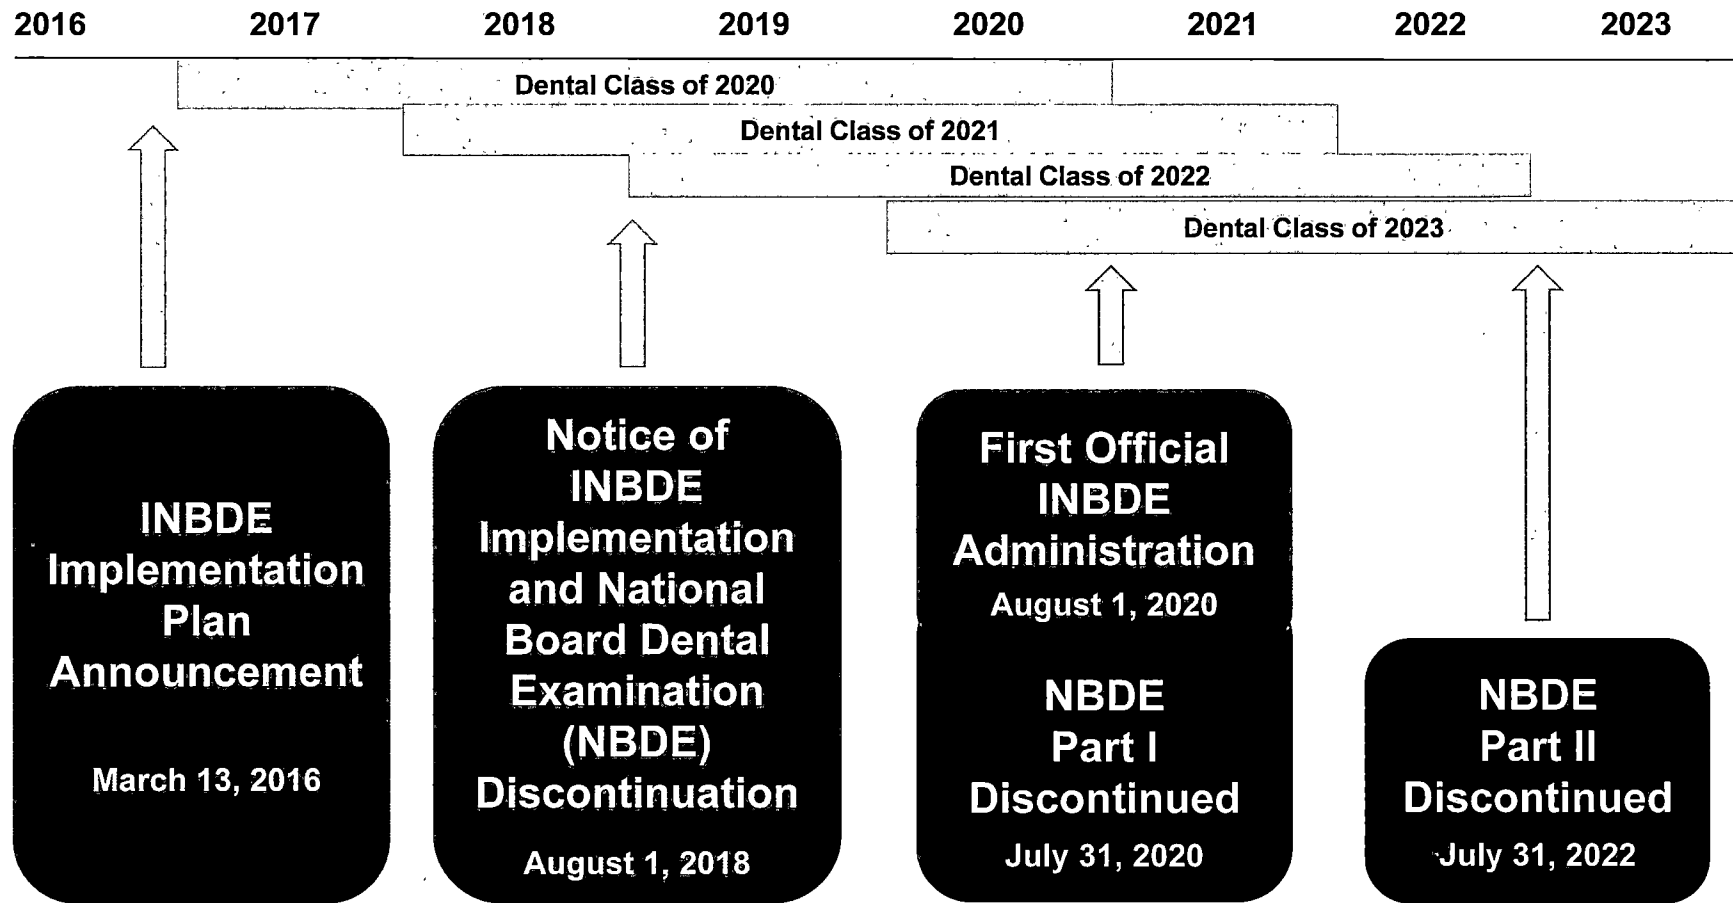 2016 2017 2018 2019 2020 2021 2022 2023
Dental Class of 2020
Dental Class of 2021
Dental Class of 2022
Dental Class of 2023
INBDE
Implementation
Plan
Announcement
March 13, 2016
Notice of
INBDE
Implementation
and National
Board Dental
Examination
(NBDE)
Discontinuation
August 1, 2018
First Official
INBDE
Administration
August 1, 2020
NBDE
Part I
Discontinued
July 31, 2020
NBDE
Part II
Discontinued
July 31, 2022